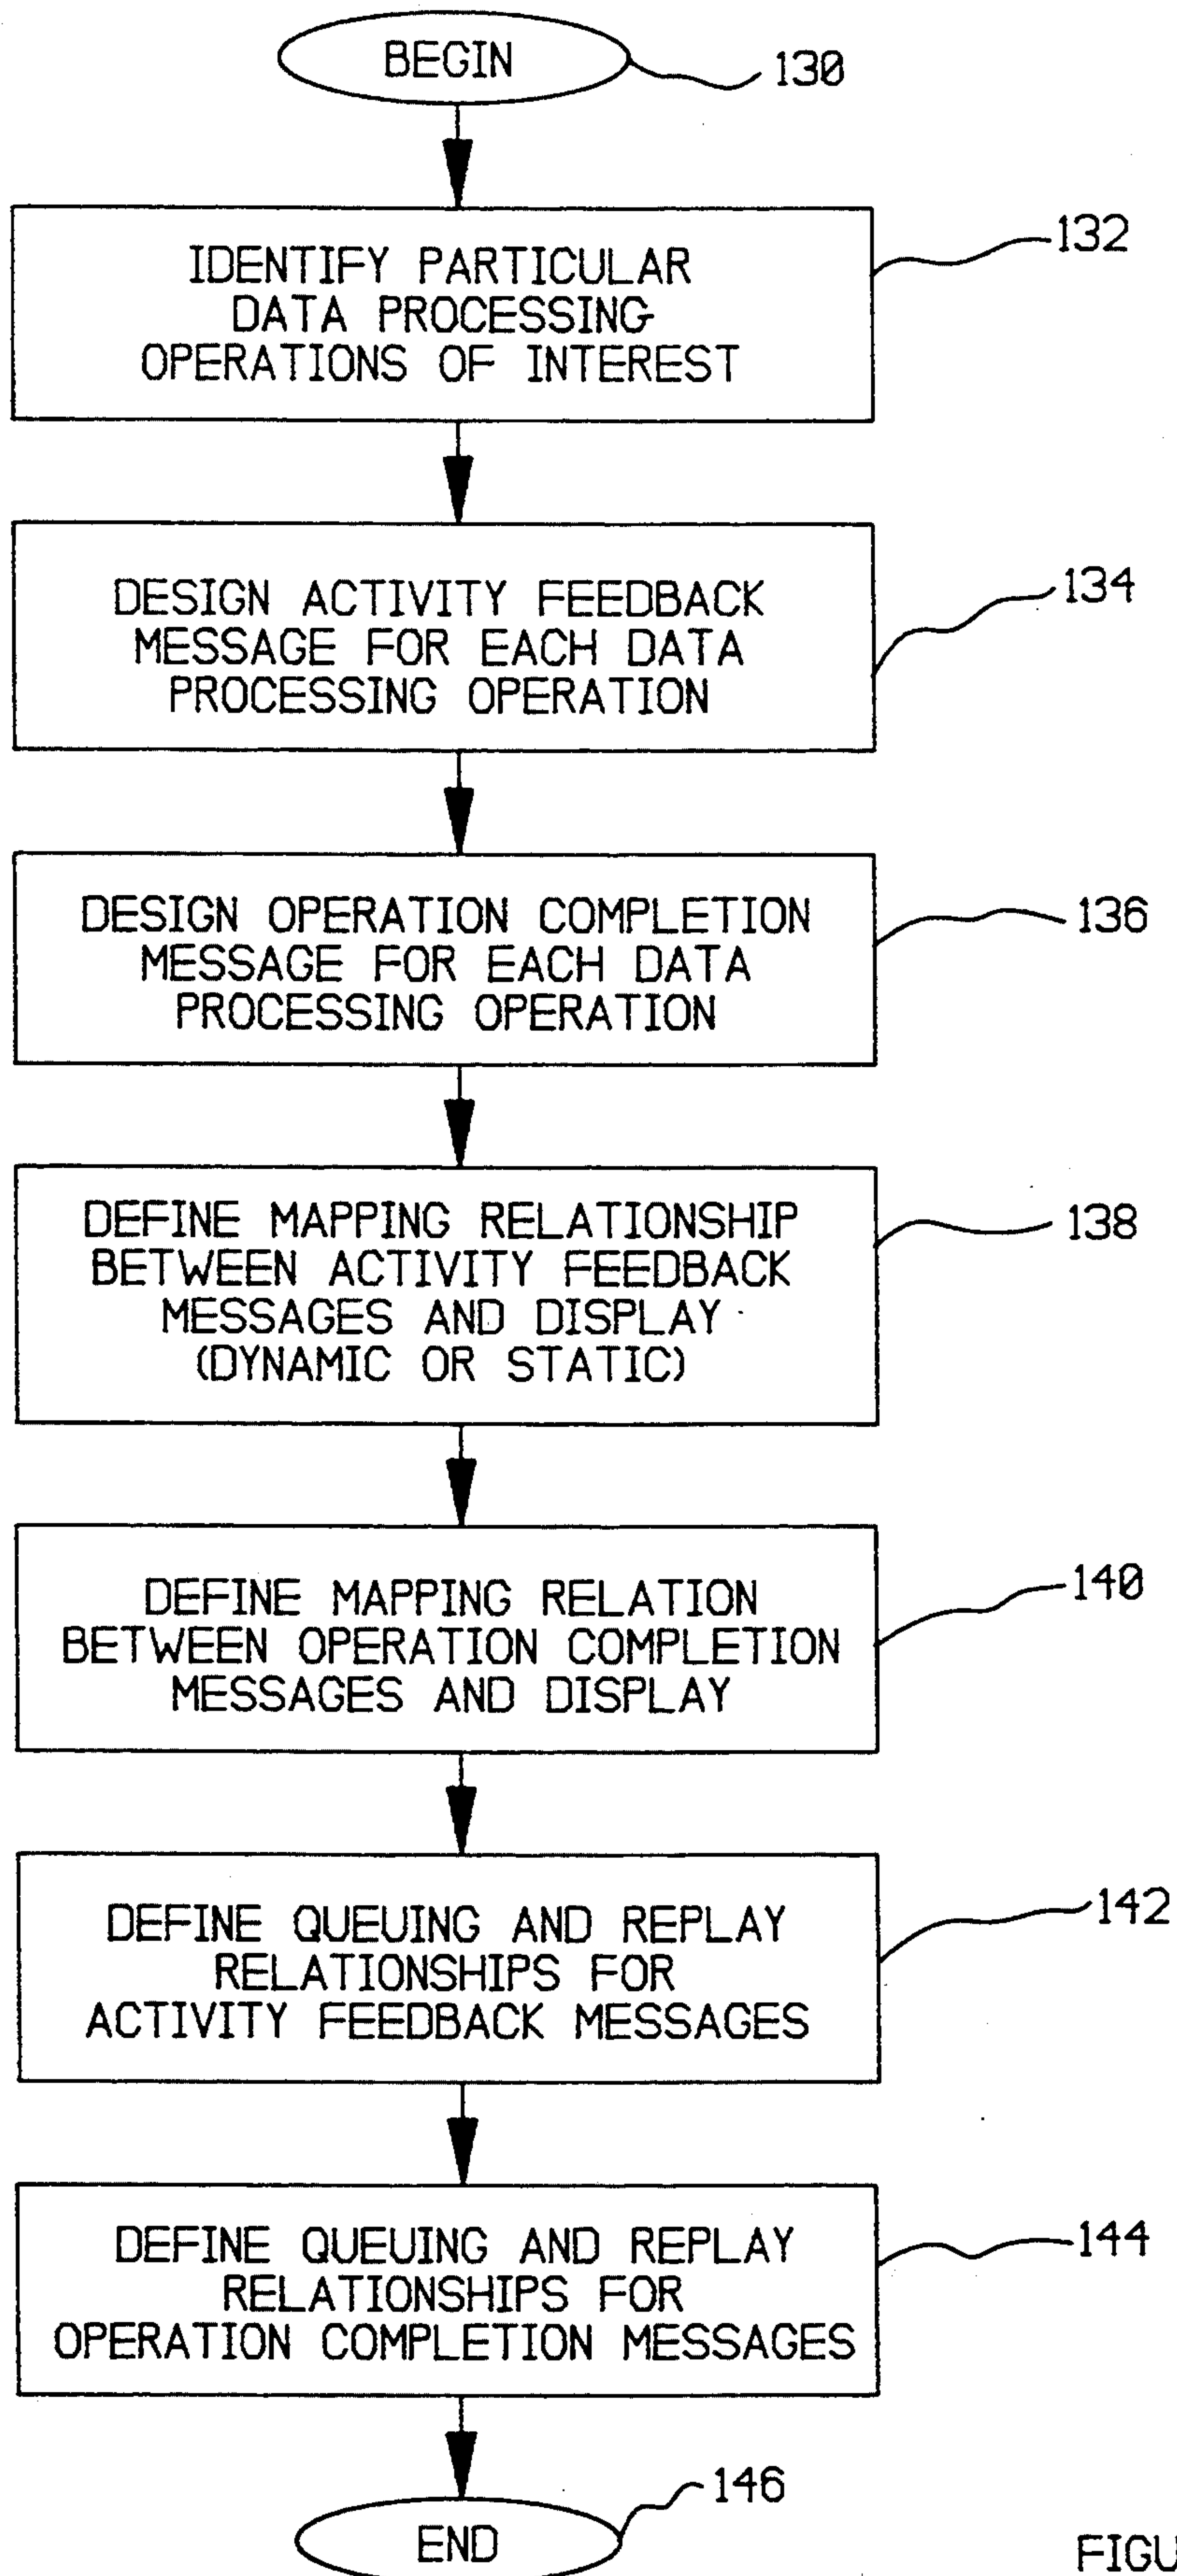 BEGIN
130
IDENTIFY PARTICULAR
DATA PROCESSING
OPERATIONS OF INTEREST
132
DESIGN ACTIVITY FEEDBACK
MESSAGE FOR EACH DATA
PROCESSING OPERATION
134
DESIGN OPERATION COMPLETION
MESSAGE FOR EACH DATA
PROCESSING OPERATION
136
DEFINE MAPPING RELATIONSHIP
BETWEEN ACTIVITY FEEDBACK
MESSAGES AND DISPLAY
(DYNAMIC OR STATIC)
138
DEFINE MAPPING RELATION
BETWEEN OPERATION COMPLETION
MESSAGES AND DISPLAY
140
DEFINE QUEUING AND REPLAY
RELATIONSHIPS FOR
ACTIVITY FEEDBACK MESSAGES
142
DEFINE QUEUING AND REPLAY
RELATIONSHIPS FOR
OPERATION COMPLETION MESSAGES
144
END
146